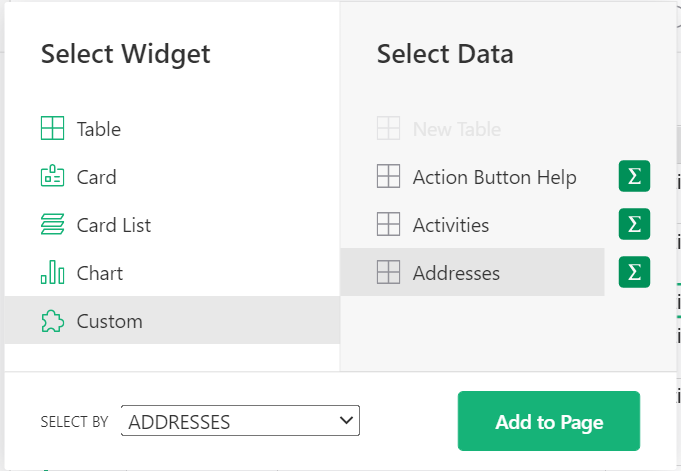 Select Widget
Table
Card
Card List
Chart
Custom
Select Data
New Table
Action Button Help Σ
Activities Σ
Addresses Σ
SELECT BY ADDRESSES
Add to Page